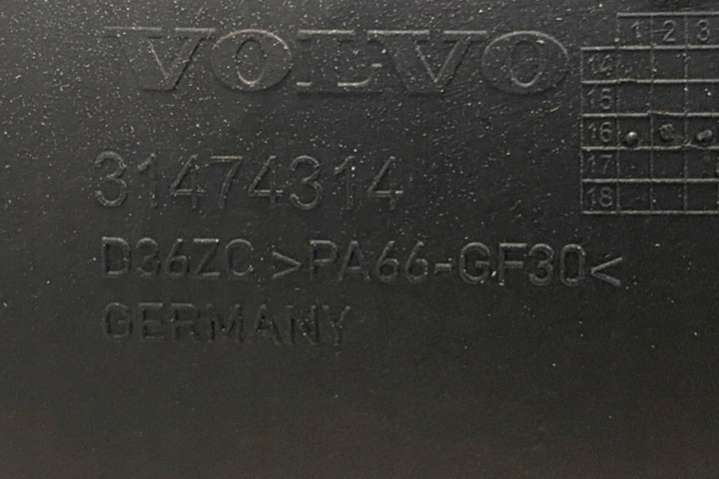 VOLVO
31474314
D36ZC >PA66-GF30<
GERMANY
1 2 3
14
15
16
17
18